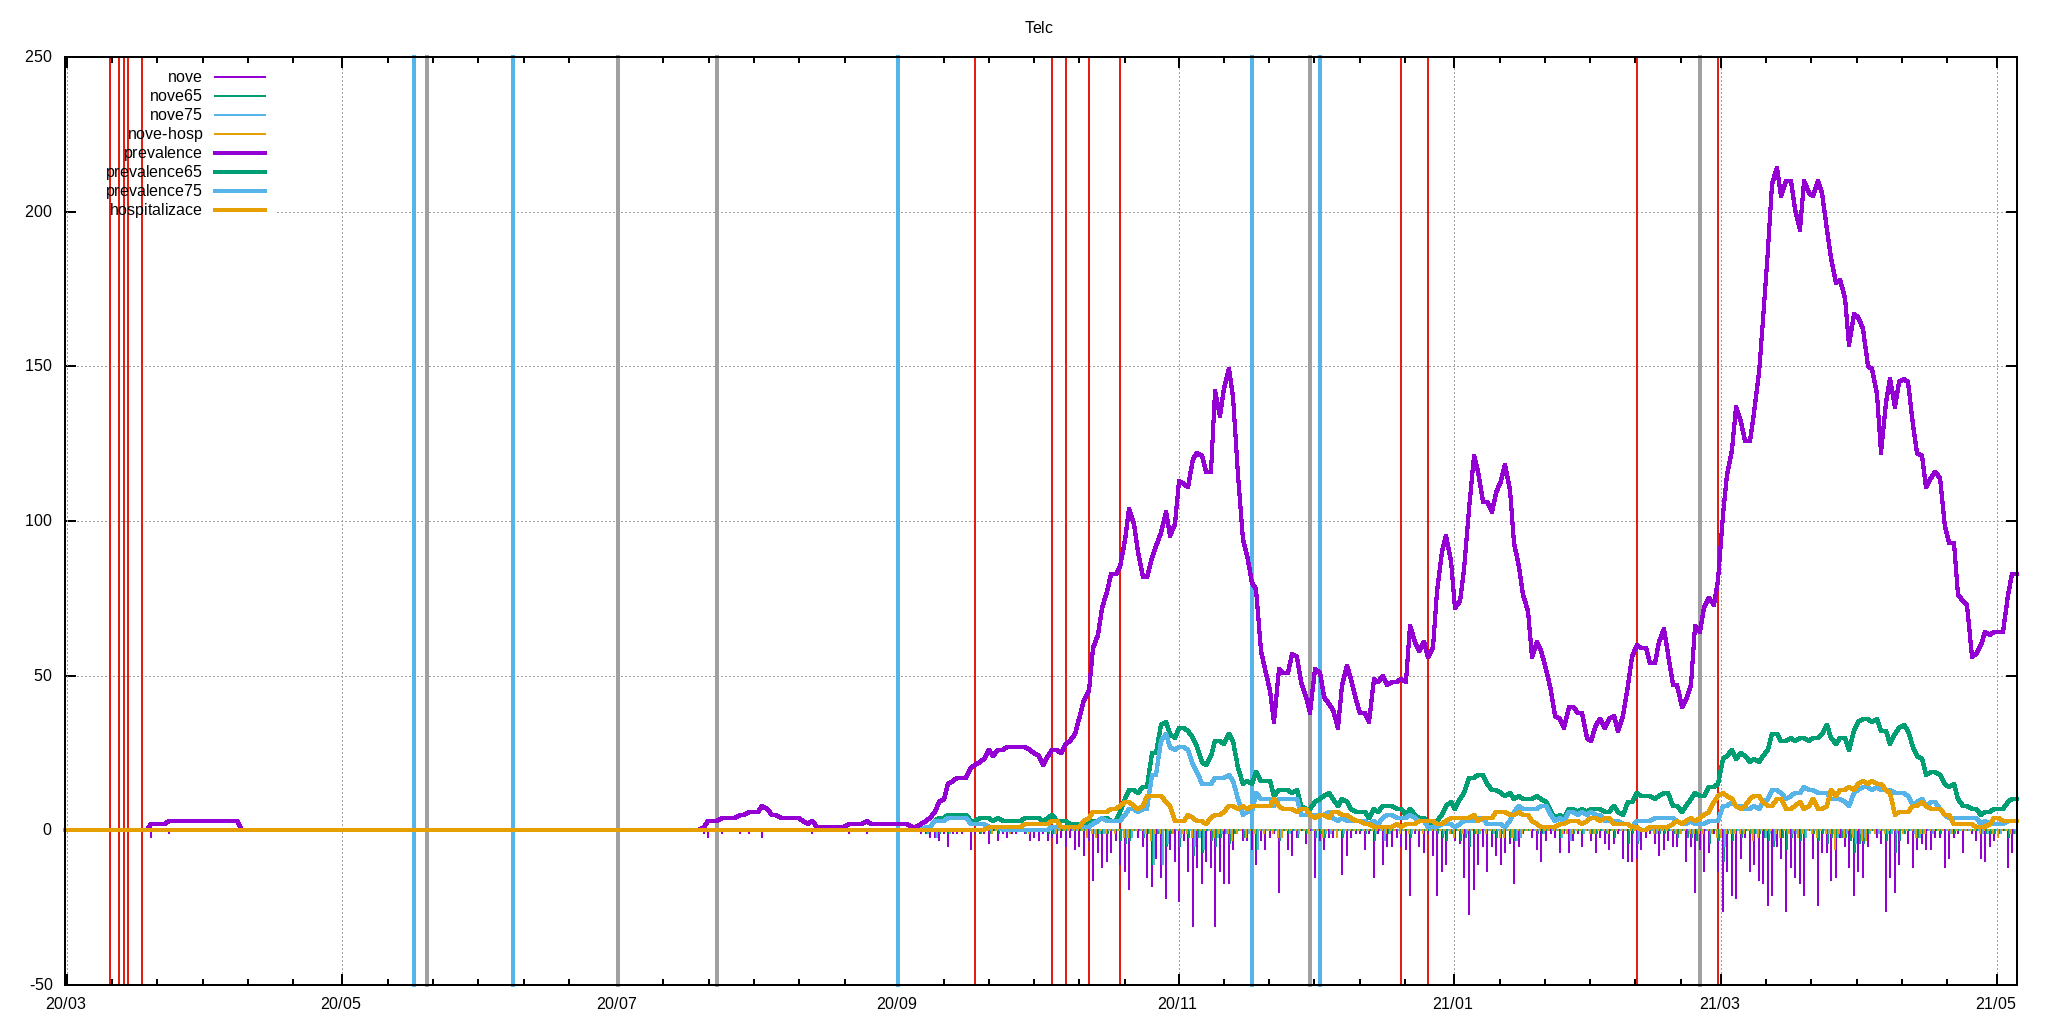 Telc
250
200
150
100
50
0
-50
nove
nove65
nove75
nove-hosp
prevalence
prevalence65
prevalence75
hospitalizace
20/03
20/05
20/07
20/09
20/11
21/01
21/03
21/05